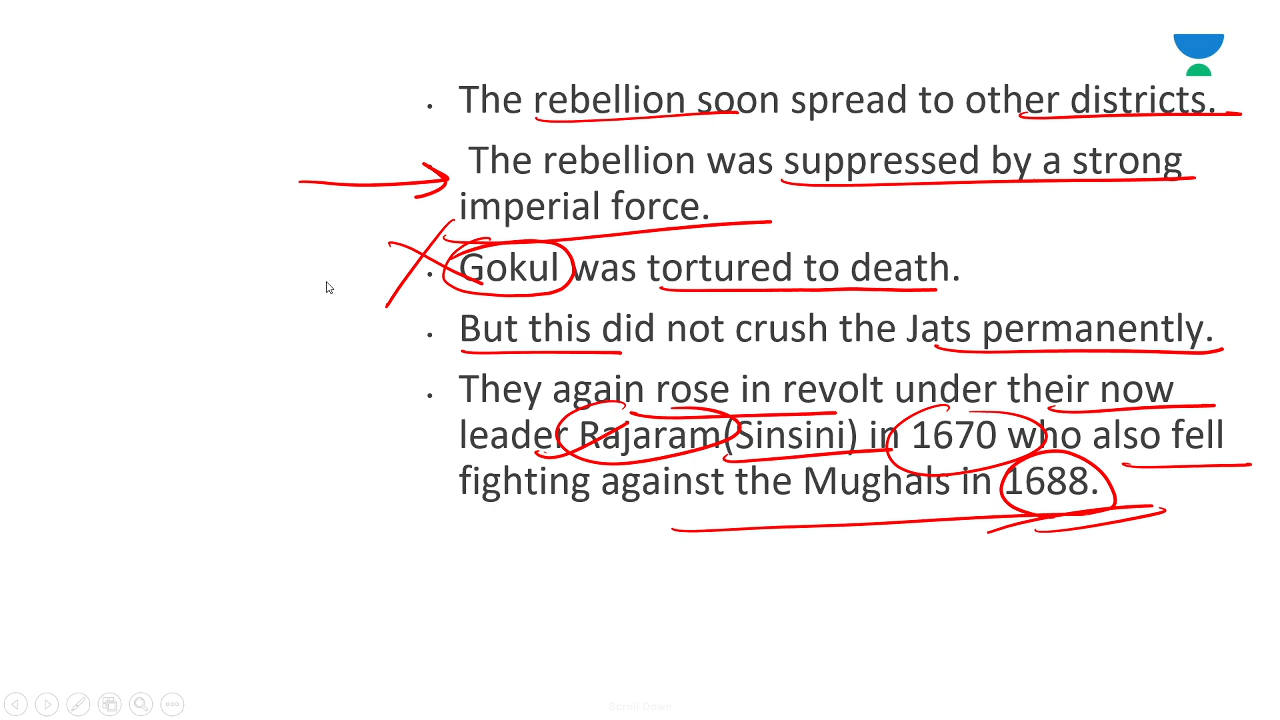 · The rebellion soon spread to other districts.
The rebellion was suppressed by a strong
imperial force.
· Gokul was tortured to death.
· But this did not crush the Jats permanently.
· They again rose in revolt under their now
leader Rajaram(Sinsini) in 1670 who also fell
fighting against the Mughals in 1688.
Scroll Down